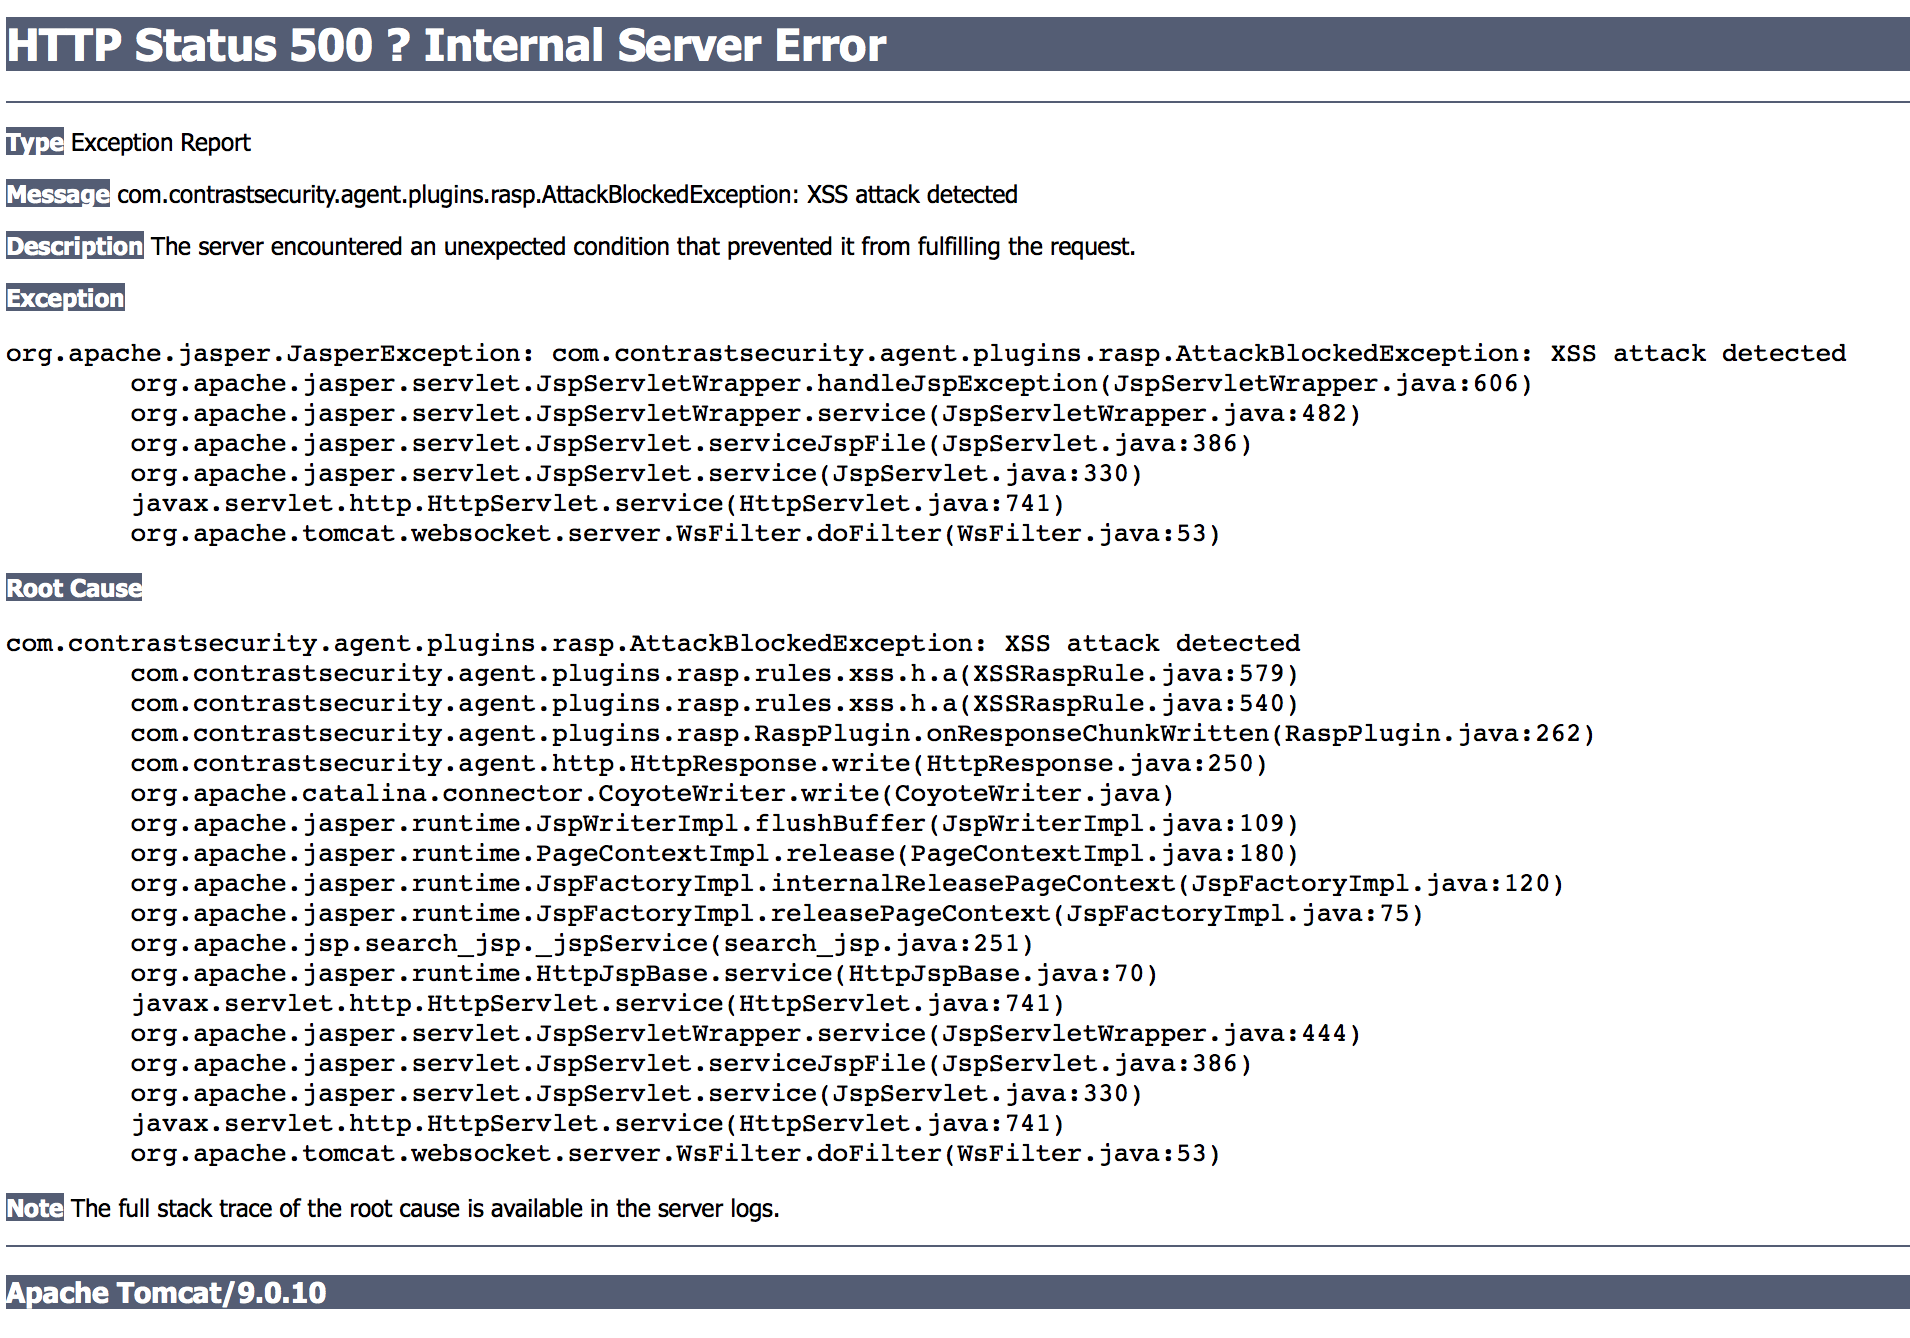 HTTP Status 500 ? Internal Server Error
Type Exception Report
Message com.contrastsecurity.agent.plugins.rasp.AttackBlockedException: XSS attack detected
Description The server encountered an unexpected condition that prevented it from fulfilling the request.
Exception
org.apache.jasper.JasperException: com.contrastsecurity.agent.plugins.rasp.AttackBlockedException: XSS attack detected
org.apache.jasper.servlet.JspServletWrapper.handleJspException(JspServletWrapper.java:606)
org.apache.jasper.servlet.JspServletWrapper.service(JspServletWrapper.java:482)
org.apache.jasper.servlet.JspServlet.serviceJspFile(JspServlet.java:386)
org.apache.jasper.servlet.JspServlet.service(JspServlet.java:330)
javax.servlet.http.HttpServlet.service(HttpServlet.java:741)
org.apache.tomcat.websocket.server.WsFilter.doFilter(WsFilter.java:53)
Root Cause
com.contrastsecurity.agent.plugins.rasp.AttackBlockedException: XSS attack detected
com.contrastsecurity.agent.plugins.rasp.rules.xss.h.a(XSSRaspRule.java:579)
com.contrastsecurity.agent.plugins.rasp.rules.xss.h.a(XSSRaspRule.java:540)
com.contrastsecurity.agent.plugins.rasp.RaspPlugin.onResponseChunkWritten(RaspPlugin.java:262)
com.contrastsecurity.agent.http.HttpResponse.write(HttpResponse.java:250)
org.apache.catalina.connector.CoyoteWriter.write(CoyoteWriter.java)
org.apache.jasper.runtime.JspWriterImpl.flushBuffer(JspWriterImpl.java:109)
org.apache.jasper.runtime.PageContextImpl.release(PageContextImpl.java:180)
org.apache.jasper.runtime.JspFactoryImpl.internalReleasePageContext(JspFactoryImpl.java:120)
org.apache.jasper.runtime.JspFactoryImpl.releasePageContext(JspFactoryImpl.java:75)
org.apache.jsp.search_jsp._jspService(search_jsp.java:251)
org.apache.jasper.runtime.HttpJspBase.service(HttpJspBase.java:70)
javax.servlet.http.HttpServlet.service(HttpServlet.java:741)
org.apache.jasper.servlet.JspServletWrapper.service(JspServletWrapper.java:444)
org.apache.jasper.servlet.JspServlet.serviceJspFile(JspServlet.java:386)
org.apache.jasper.servlet.JspServlet.service(JspServlet.java:330)
javax.servlet.http.HttpServlet.service(HttpServlet.java:741)
org.apache.tomcat.websocket.server.WsFilter.doFilter(WsFilter.java:53)
Note The full stack trace of the root cause is available in the server logs.
Apache Tomcat/9.0.10